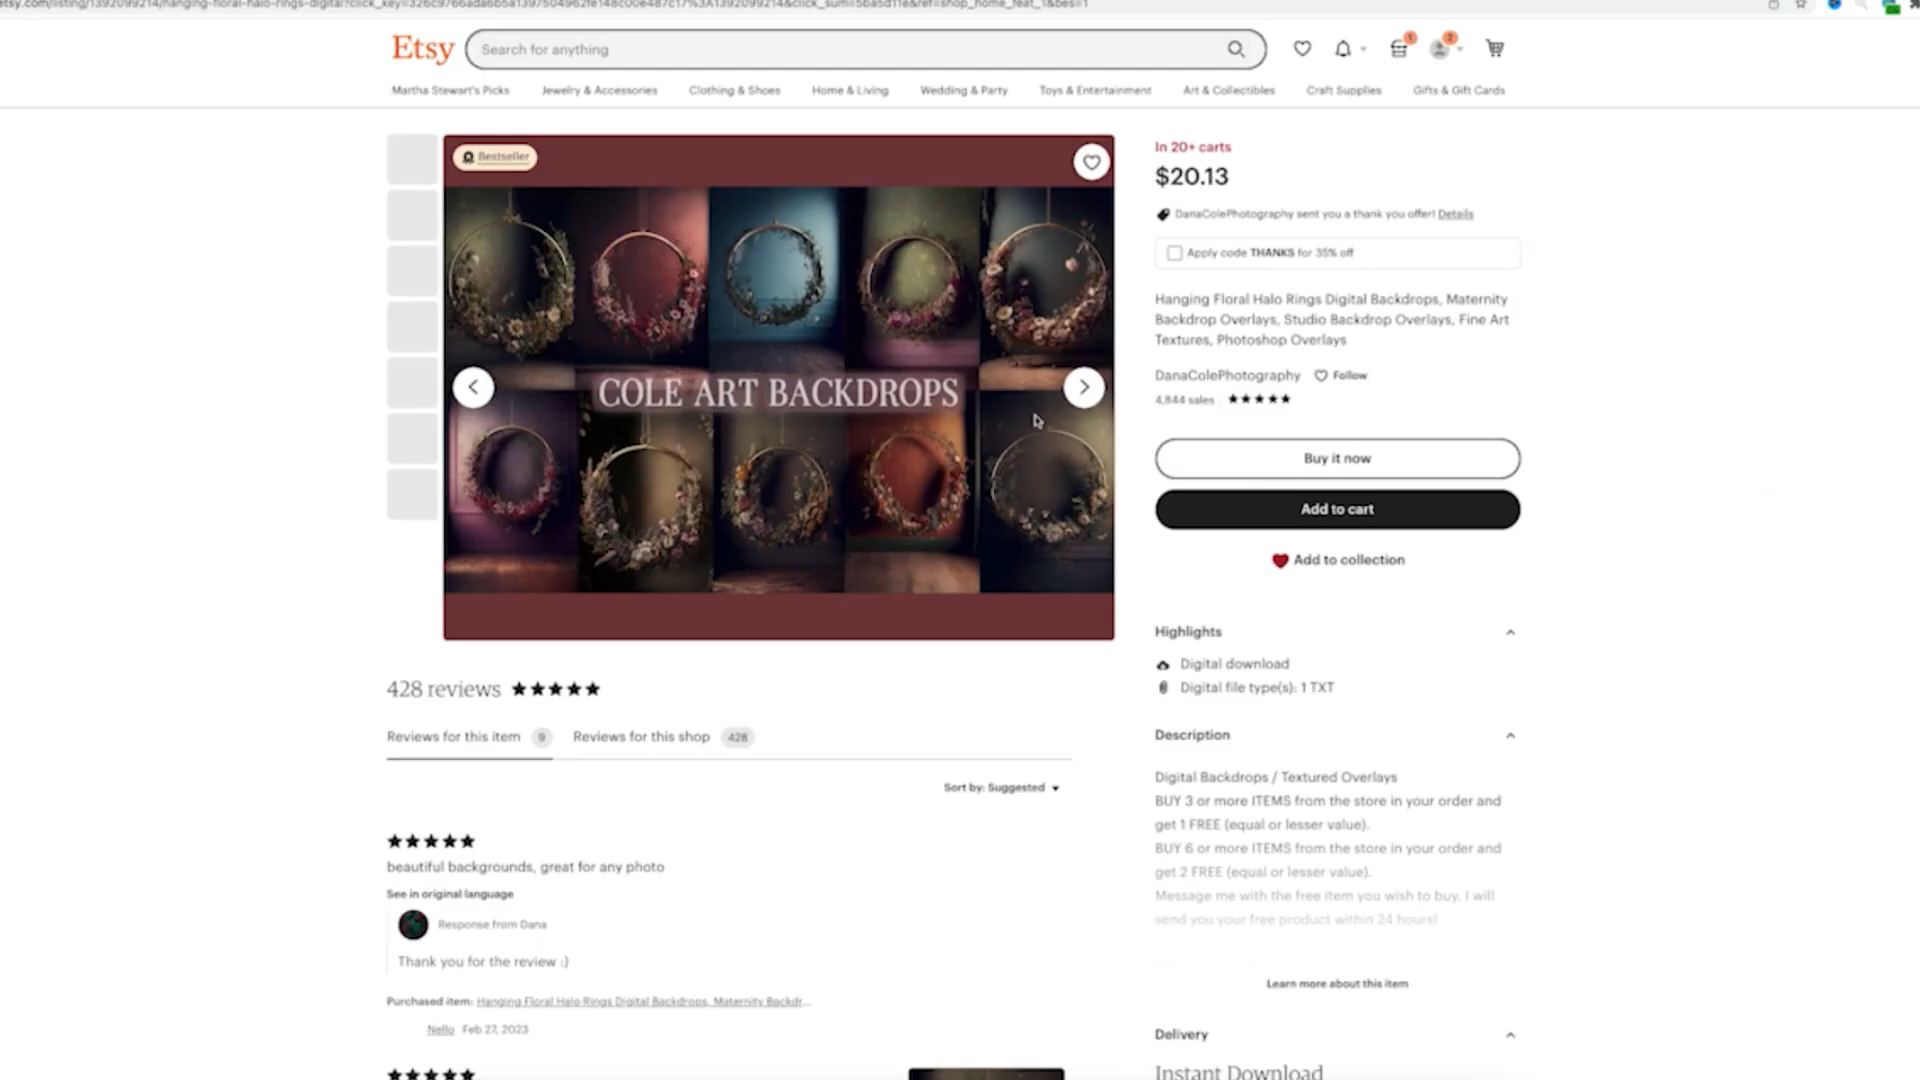 Etsy
Search for anything
1
2
Martha Stewart's Picks
Jewelry & Accessories
Clothing & Shoes
Home & Living
Wedding & Party
Toys & Entertainment
Art & Collectibles
Craft Supplies
Gifts & Gift Cards
Bestseller
COLE ART BACKDROPS
In 20+ carts
$20.13
DanaColePhotography sent you a thank you offer! Details
Apply code THANKS for 35% off
Hanging Floral Halo Rings Digital Backdrops, Maternity
Backdrop Overlays, Studio Backdrop Overlays, Fine Art
Textures, Photoshop Overlays
DanaColePhotography
Follow
4,844 sales
Buy it now
Add to cart
Add to collection
Highlights
Digital download
Digital file type(s): 1 TXT
Description
Digital Backdrops / Textured Overlays
BUY 3 or more ITEMS from the store in your order and
get 1 FREE (equal or lesser value).
BUY 6 or more ITEMS from the store in your order and
get 2 FREE (equal or lesser value).
Message me with the free item you wish to buy. I will
send you your free product within 24 hours!
Learn more about this item
Delivery
Instant Download
428 reviews
Reviews for this item 9
Reviews for this shop 428
Sort by: Suggested
beautiful backgrounds, great for any photo
See in original language
Response from Dana
Thank you for the review :)
Purchased item: Hanging Floral Halo Rings Digital Backdrops, Maternity Backdr...
Nello Feb 27, 2023